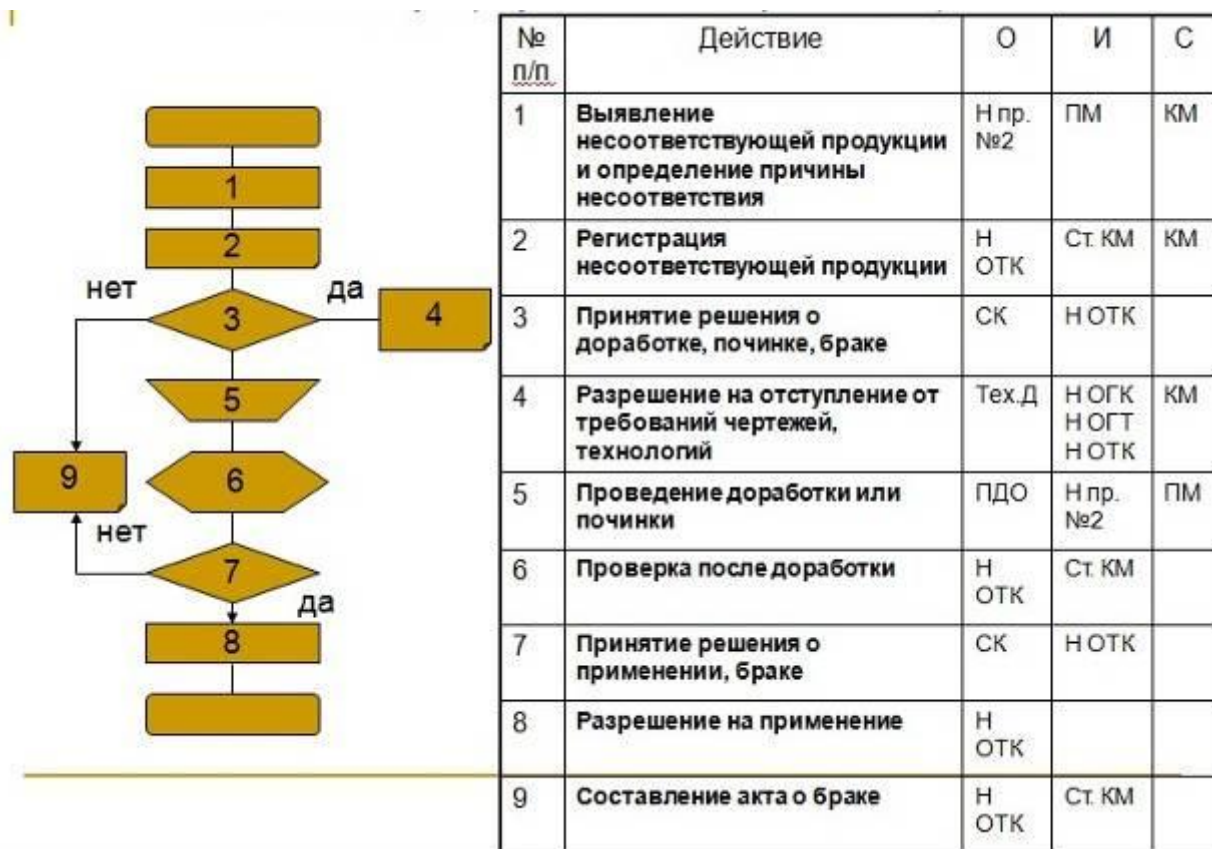 1
2
нет
да
3
4
5
9
6
нет
7
да
8
№ п/п
Действие
О
И
С
1
Выявление
несоответствующей продукции
и определение причины
несоответствия
Н пр.
№2
ПМ
КМ
2
Регистрация
несоответствующей продукции
Н
ОТК
Ст. КМ
КМ
3
Принятие решения о
доработке, починке, браке
СК
Н ОТК
4
Разрешение на отступление от
требований чертежей,
технологий
Тех.Д
Н ОГК
Н ОГТ
Н ОТК
КМ
5
Проведение доработки или
починки
ПДО
Н пр.
№2
ПМ
6
Проверка после доработки
Н
ОТК
Ст. КМ
7
Принятие решения о
применении, браке
СК
Н ОТК
8
Разрешение на применение
Н
ОТК
9
Составление акта о браке
Н
ОТК
Ст. КМ